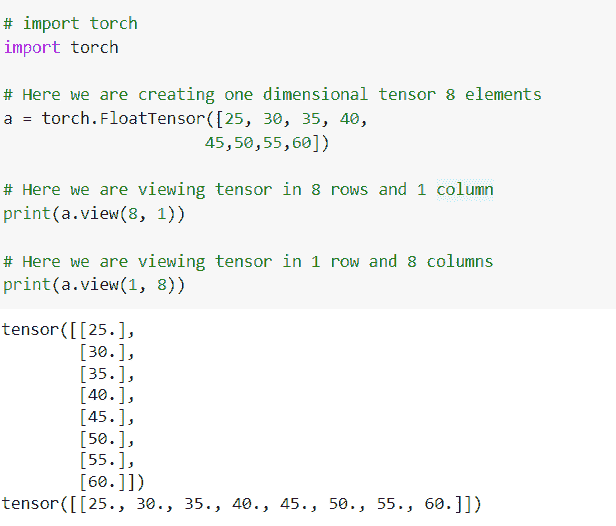 # import torch
import torch
# Here we are creating one dimensional tensor 8 elements
a = torch.FloatTensor([25, 30, 35, 40,
45,50,55,60])
# Here we are viewing tensor in 8 rows and 1 column
print(a.view(8, 1))
# Here we are viewing tensor in 1 row and 8 columns
print(a.view(1, 8))
tensor([[25.],
[30.],
[35.],
[40.],
[45.],
[50.],
[55.],
[60.]])
tensor([[25., 30., 35., 40., 45., 50., 55., 60.]])